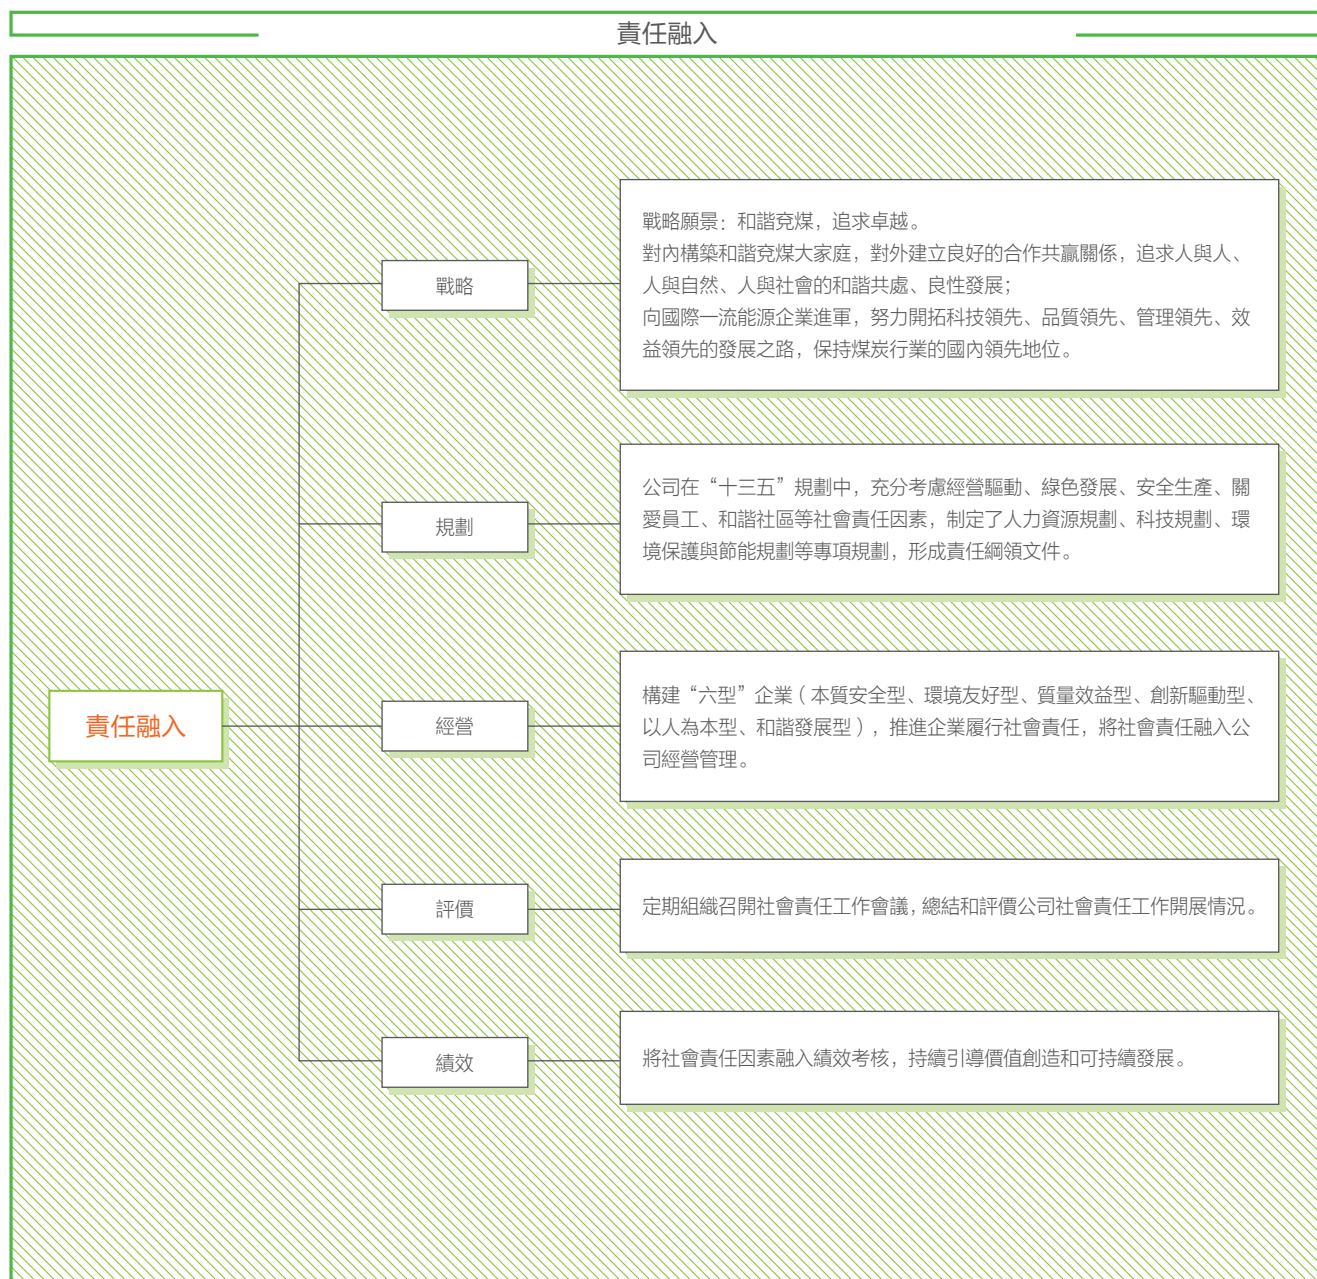 責任融入
戰略願景：和諧兗煤，追求卓越。
對內構築和諧兗煤大家庭，對外建立良好的合作共贏關係，追求人與人、
人與自然、人與社會的和諧共處、良性發展；
向國際一流能源企業進軍，努力開拓科技領先、品質領先、管理領先、效
益領先的發展之路，保持煤炭行業的國內領先地位。
戰略
公司在“十三五”規劃中，充分考慮經營驅動、綠色發展、安全生產、關
愛員工、和諧社區等社會責任因素，制定了人力資源規劃、科技規劃、環
境保護與節能規劃等專項規劃，形成責任綱領文件。
規劃
責任融入
構建“六型”企業（本質安全型、環境友好型、質量效益型、創新驅動型、
以人為本型、和諧發展型），推進企業履行社會責任，將社會責任融入公
司經營管理。
經營
評價
定期組織召開社會責任工作會議，總結和評價公司社會責任工作開展情況。
績效
將社會責任因素融入績效考核，持續引導價值創造和可持續發展。